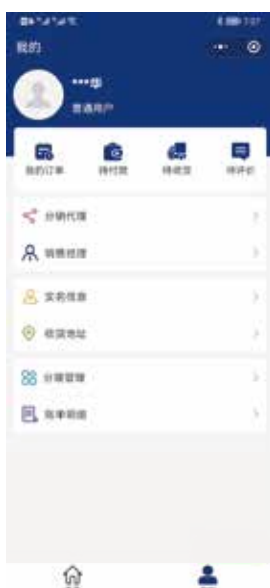 我的
***华
普通用户
我的订单 待付款 待收货 待评价
分销代理
销售经理
实名信息
收货地址
分销管理
账单明细